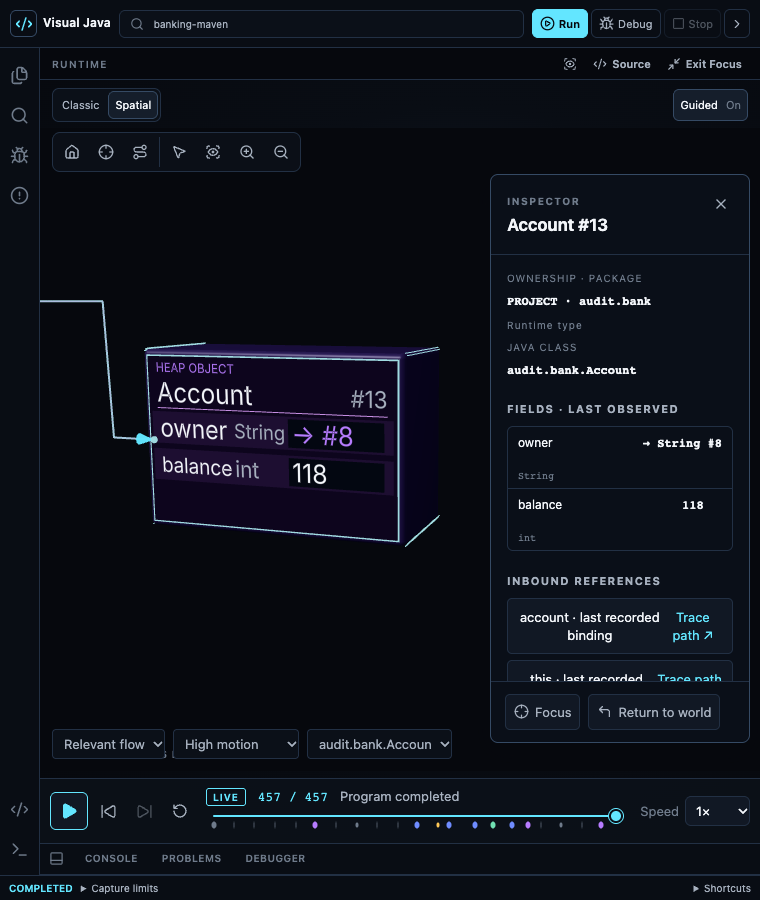 Visual Java
banking-maven
Run
Debug
Stop
RUNTIME
Source
Exit Focus
Classic
Spatial
Guided On
INSPECTOR
Account #13
OWNERSHIP · PACKAGE
PROJECT · audit.bank
Runtime type
JAVA CLASS
audit.bank.Account
FIELDS · LAST OBSERVED
owner → String #8
String
balance 118
int
INBOUND REFERENCES
account · last recorded binding
Trace path ↗
this · last recorded Trace path
Focus
Return to world
HEAP OBJECT
Account #13
owner String → #8
balance int 118
Relevant flow
High motion
audit.bank.Accoun
LIVE 457 / 457 Program completed
Speed 1×
CONSOLE PROBLEMS DEBUGGER
COMPLETED ▶ Capture limits
▶ Shortcuts